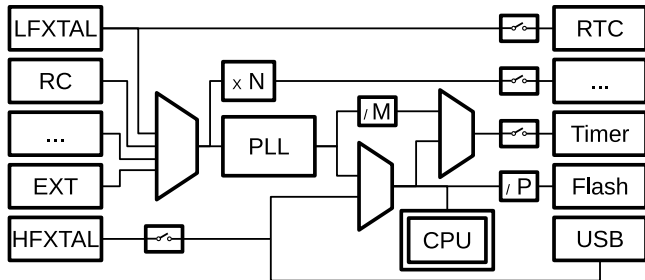 LFXTAL
RTC
RC
x N
...
...
/ M
PLL
Timer
EXT
/ P
Flash
HFXTAL
CPU
USB